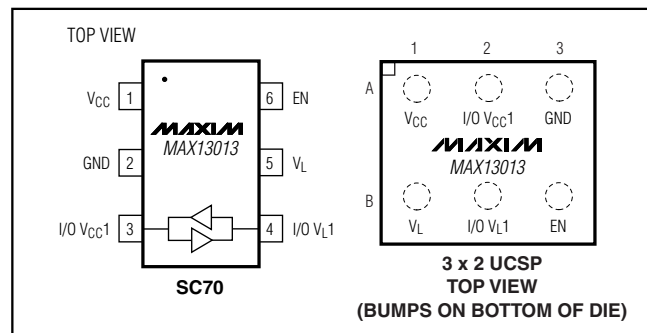 TOP VIEW
VCC 1
6 EN
MAXIM
MAX13013
GND 2
5 VL
I/O VCC1 3
4 I/O VL1
SC70
1 2 3
A
VCC I/O VCC1 GND
MAXIM
MAX13013
B
VL I/O VL1 EN
3 x 2 UCSP
TOP VIEW
(BUMPS ON BOTTOM OF DIE)